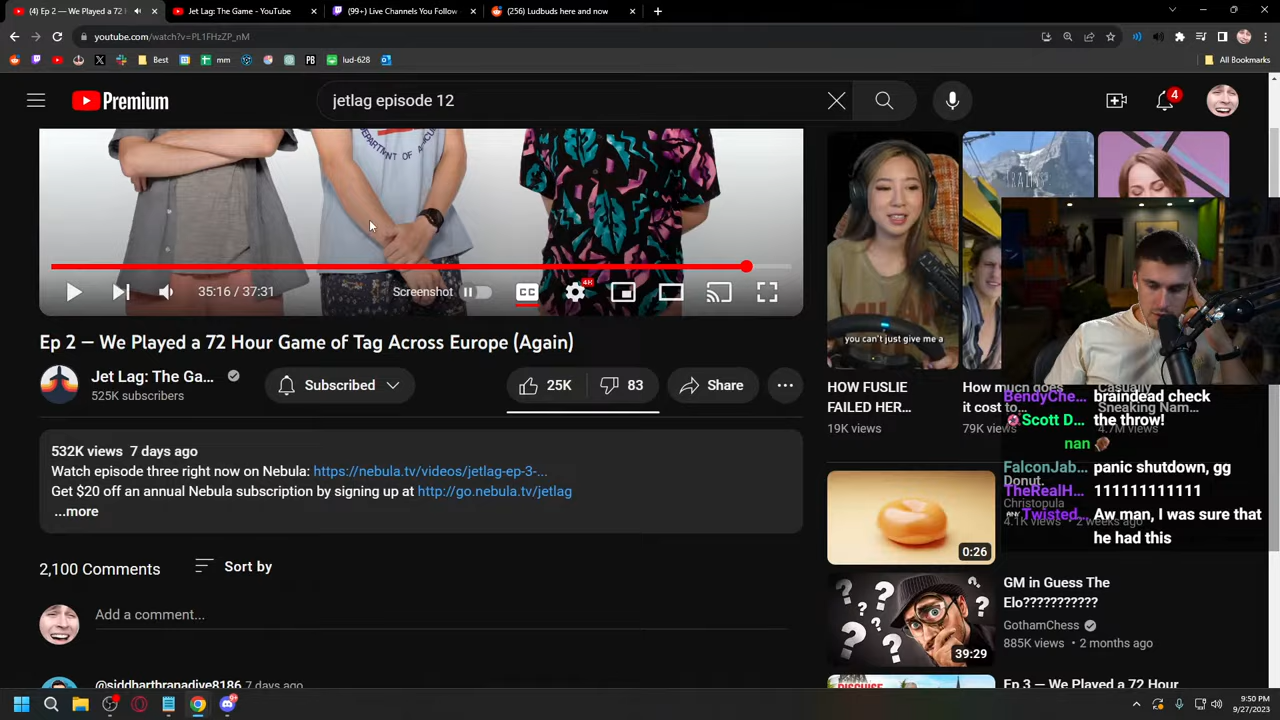 (4) Ep 2 — We Played a 72 H
Jet Lag: The Game - YouTube
(99+) Live Channels You Follow
(256) Ludbuds here and now
youtube.com/watch?v=PL1FHzZP_nM
Best
mm
PB
lud-628
All Bookmarks
Premium
jetlag episode 12
4
DEPARTMENT OF AGRICU
35:16 / 37:31
Screenshot
CC
4K
Ep 2 — We Played a 72 Hour Game of Tag Across Europe (Again)
Jet Lag: The Ga...
525K subscribers
Subscribed
25K
83
Share
532K views 7 days ago
Watch episode three right now on Nebula: https://nebula.tv/videos/jetlag-ep-3-...
Get $20 off an annual Nebula subscription by signing up at http://go.nebula.tv/jetlag
...more
2,100 Comments
Sort by
Add a comment...
@siddharthranadive8186 7 days ago
you can't just give me a
HOW FUSLIE
FAILED HER...
19K views
How much does
it cost to...
79K views
Casually
Sneaking Nam...
4.7M views
BendyChe... braindead check
Scott D... the throw!
nan
FalconJab... panic shutdown, gg
TheRealH... 111111111111
Twisted... Aw man, I was sure that
he had this
Donut.
Christopula
4.1K views • 2 weeks ago
0:26
GM in Guess The
Elo???????????
GothamChess
885K views • 2 months ago
39:29
Ep 3 — We Played a 72 Hour
9:50 PM
9/27/2023